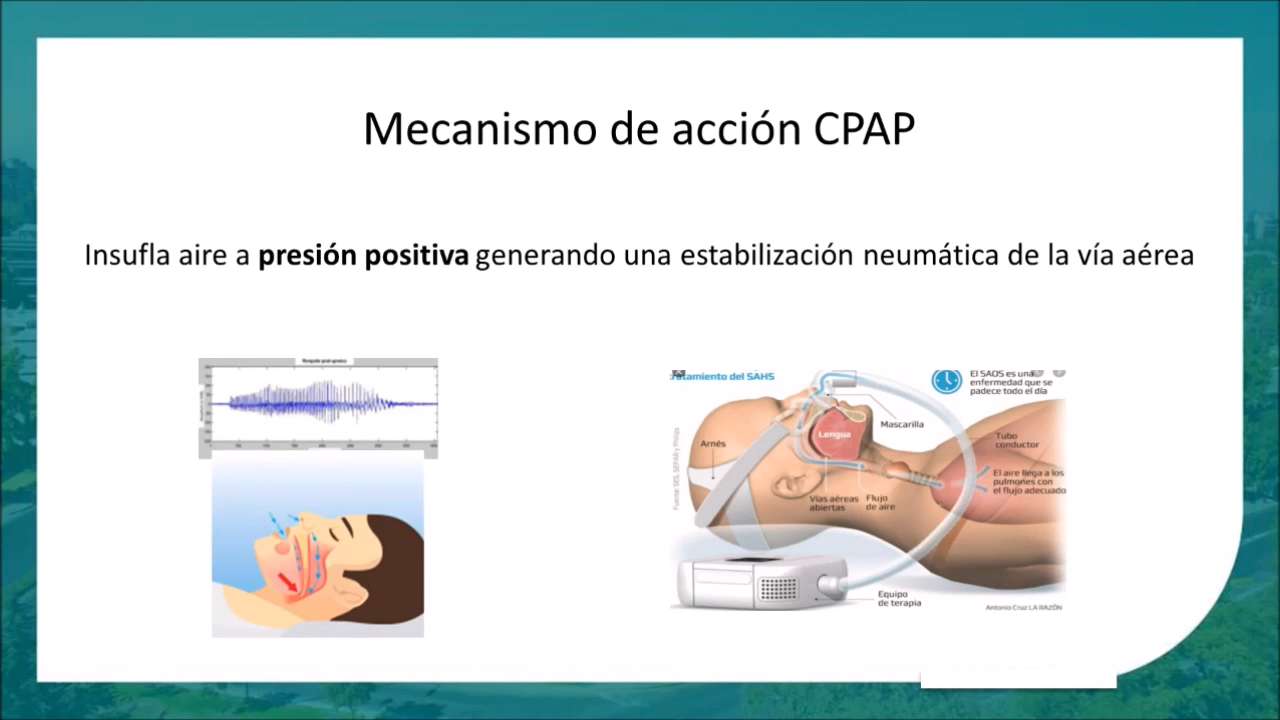 Mecanismo de acción CPAP
Insufla aire a presión positiva generando una estabilización neumática de la vía aérea
Tratamiento del SAHS
El SAOS es una
enfermedad que se
padece todo el día
Mascarilla
Lengua
Arnés
Tubo
conductor
El aire llega a los
pulmones con
el flujo adecuado
Vías aéreas
abiertas
Flujo
de aire
Equipo
de terapia
Antonio Cruz LA RAZÓN